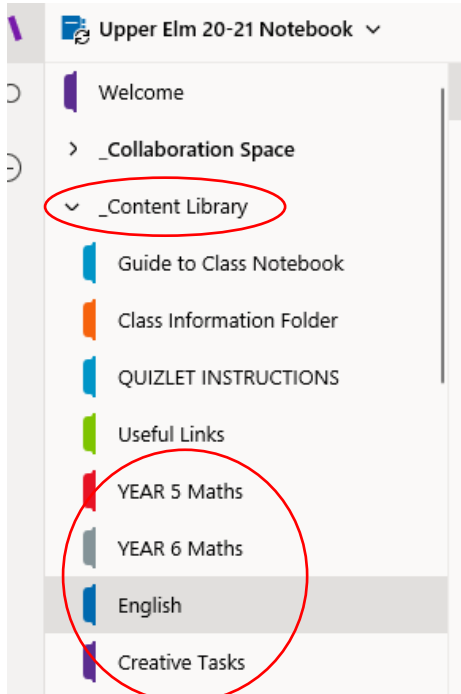 Upper Elm 20-21 Notebook
Welcome
_Collaboration Space
_Content Library
Guide to Class Notebook
Class Information Folder
QUIZLET INSTRUCTIONS
Useful Links
YEAR 5 Maths
YEAR 6 Maths
English
Creative Tasks